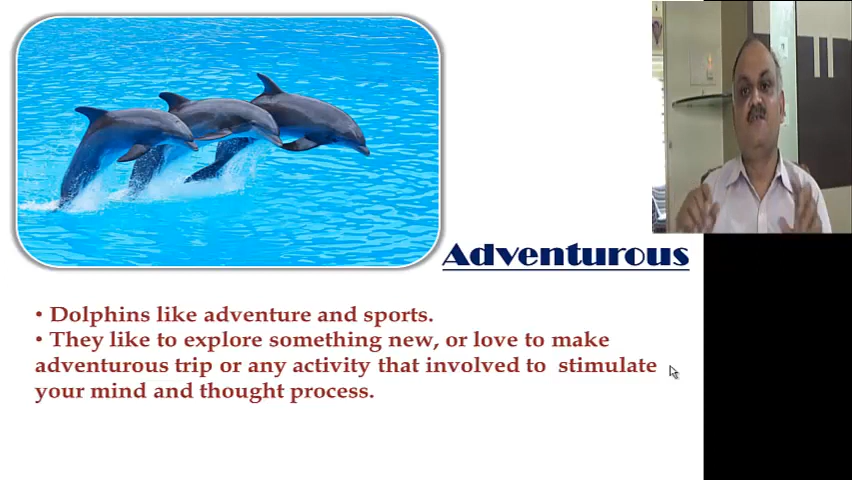 Adventurous
• Dolphins like adventure and sports.
• They like to explore something new, or love to make
adventurous trip or any activity that involved to  stimulate
your mind and thought process.